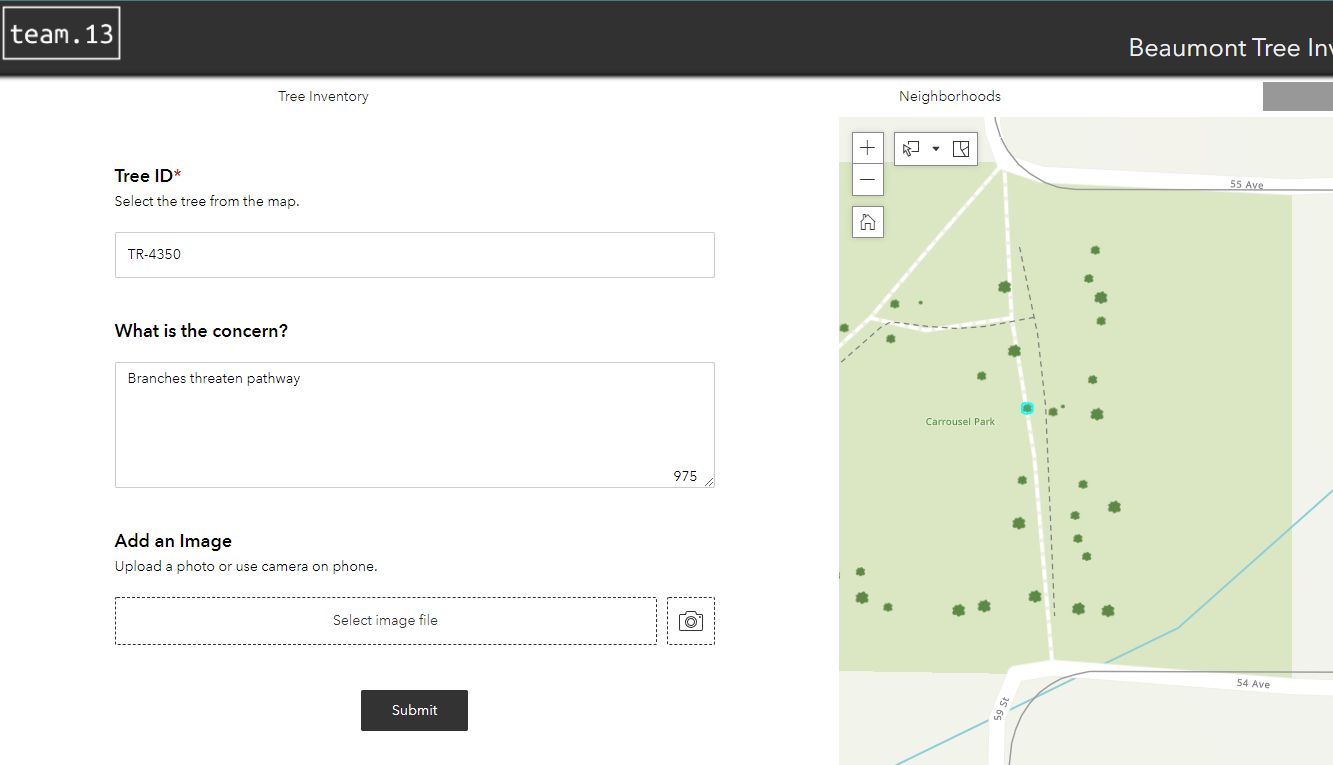 team.13
Beaumont Tree Inv
Tree Inventory
Neighborhoods
Tree ID*
Select the tree from the map.
TR-4350
What is the concern?
Branches threaten pathway
975
Add an Image
Upload a photo or use camera on phone.
Select image file
Submit
55 Ave
Carrousel Park
54 Ave
59 St